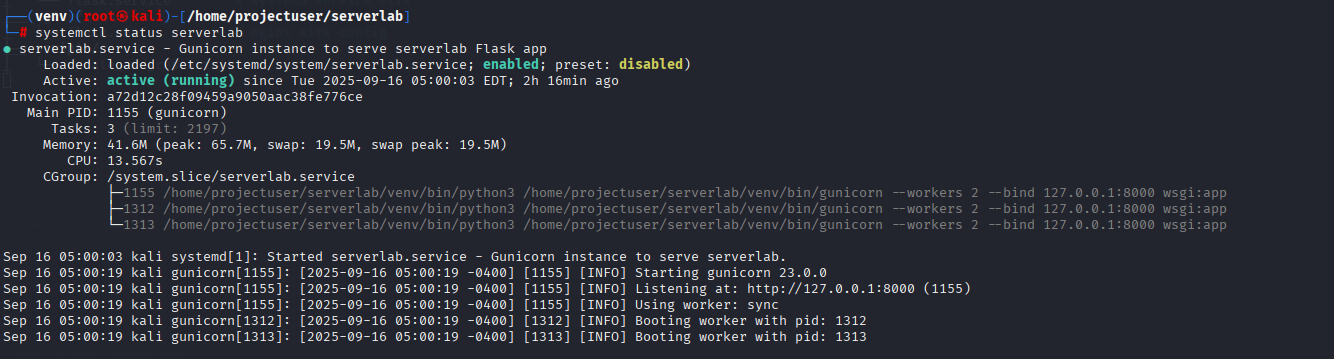 (venv)(root㉿kali)-[/home/projectuser/serverlab]
# systemctl status serverlab
● serverlab.service - Gunicorn instance to serve serverlab Flask app
Loaded: loaded (/etc/systemd/system/serverlab.service; enabled; preset: disabled)
Active: active (running) since Tue 2025-09-16 05:00:03 EDT; 2h 16min ago
Invocation: a72d12c28f09459a9050aac38fe776ce
Main PID: 1155 (gunicorn)
Tasks: 3 (limit: 2197)
Memory: 41.6M (peak: 65.7M, swap: 19.5M, swap peak: 19.5M)
CPU: 13.567s
CGroup: /system.slice/serverlab.service
├─1155 /home/projectuser/serverlab/venv/bin/python3 /home/projectuser/serverlab/venv/bin/gunicorn --workers 2 --bind 127.0.0.1:8000 wsgi:app
├─1312 /home/projectuser/serverlab/venv/bin/python3 /home/projectuser/serverlab/venv/bin/gunicorn --workers 2 --bind 127.0.0.1:8000 wsgi:app
└─1313 /home/projectuser/serverlab/venv/bin/python3 /home/projectuser/serverlab/venv/bin/gunicorn --workers 2 --bind 127.0.0.1:8000 wsgi:app
Sep 16 05:00:03 kali systemd[1]: Started serverlab.service - Gunicorn instance to serve serverlab.
Sep 16 05:00:19 kali gunicorn[1155]: [2025-09-16 05:00:19 -0400] [1155] [INFO] Starting gunicorn 23.0.0
Sep 16 05:00:19 kali gunicorn[1155]: [2025-09-16 05:00:19 -0400] [1155] [INFO] Listening at: http://127.0.0.1:8000 (1155)
Sep 16 05:00:19 kali gunicorn[1155]: [2025-09-16 05:00:19 -0400] [1155] [INFO] Using worker: sync
Sep 16 05:00:19 kali gunicorn[1312]: [2025-09-16 05:00:19 -0400] [1312] [INFO] Booting worker with pid: 1312
Sep 16 05:00:19 kali gunicorn[1313]: [2025-09-16 05:00:19 -0400] [1313] [INFO] Booting worker with pid: 1313